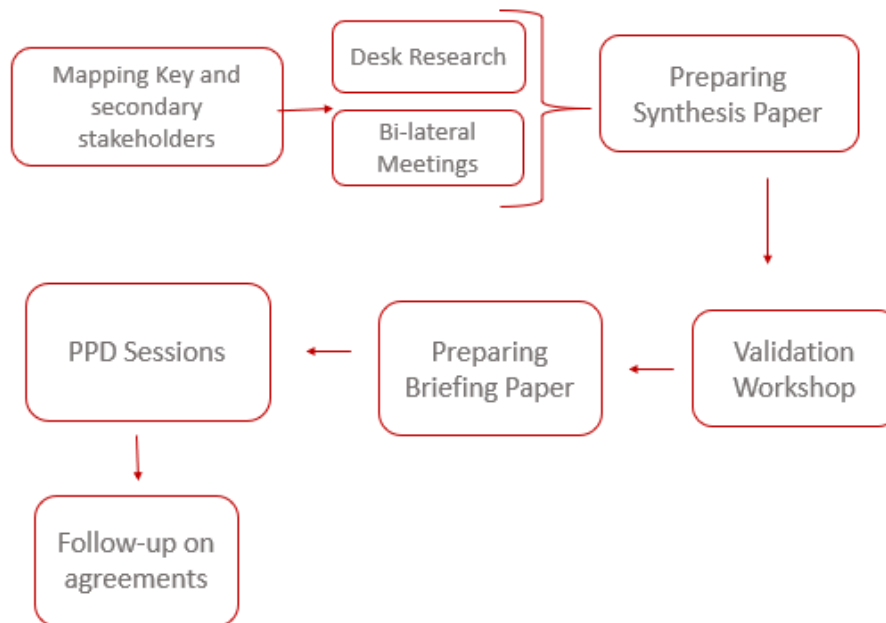 Mapping Key and
secondary
stakeholders
Desk Research
Bi-lateral
Meetings
Preparing
Synthesis Paper
Validation
Workshop
Preparing
Briefing Paper
PPD Sessions
Follow-up on
agreements